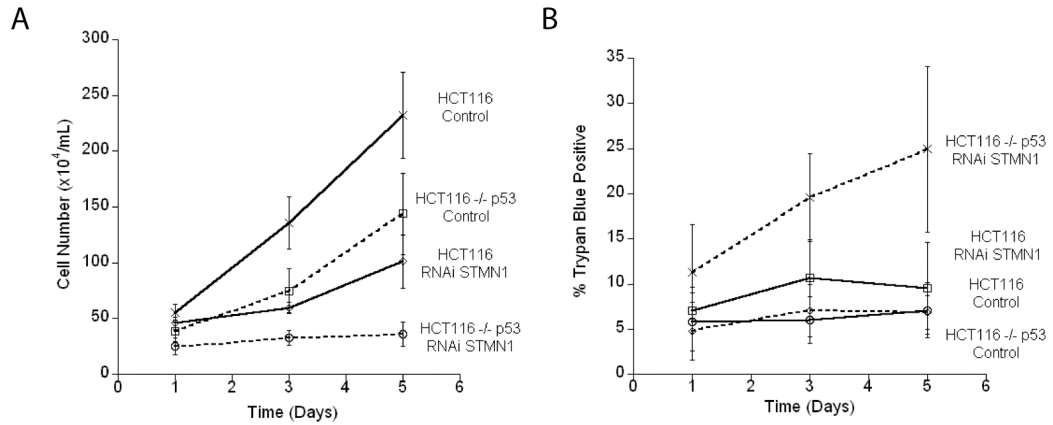 A
Cell Number (x10⁴/mL)
300
250
200
150
100
50
0
0 1 2 3 4 5 6
Time (Days)
HCT116
Control
HCT116 -/- p53
Control
HCT116
RNAi STMN1
HCT116 -/- p53
RNAi STMN1
B
% Trypan Blue Positive
35
30
25
20
15
10
5
0
0 1 2 3 4 5 6
Time (Days)
HCT116 -/- p53
RNAi STMN1
HCT116
RNAi STMN1
HCT116
Control
HCT116 -/- p53
Control